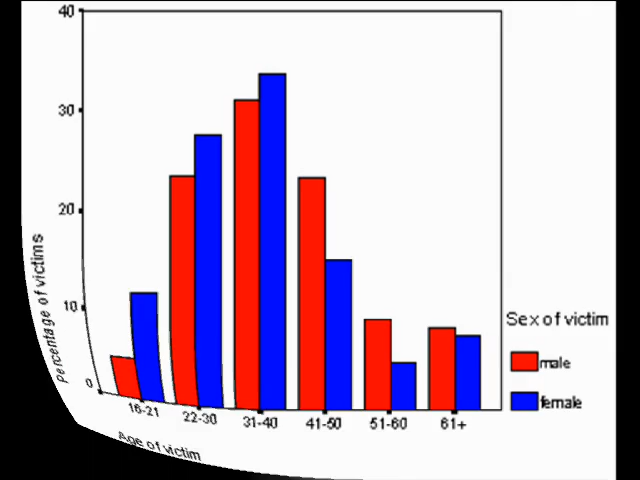 40
30
20
10
0
Percentage of victims
16-21
22-30
31-40
41-50
51-60
61+
Age of victim
Sex of victim
male
female